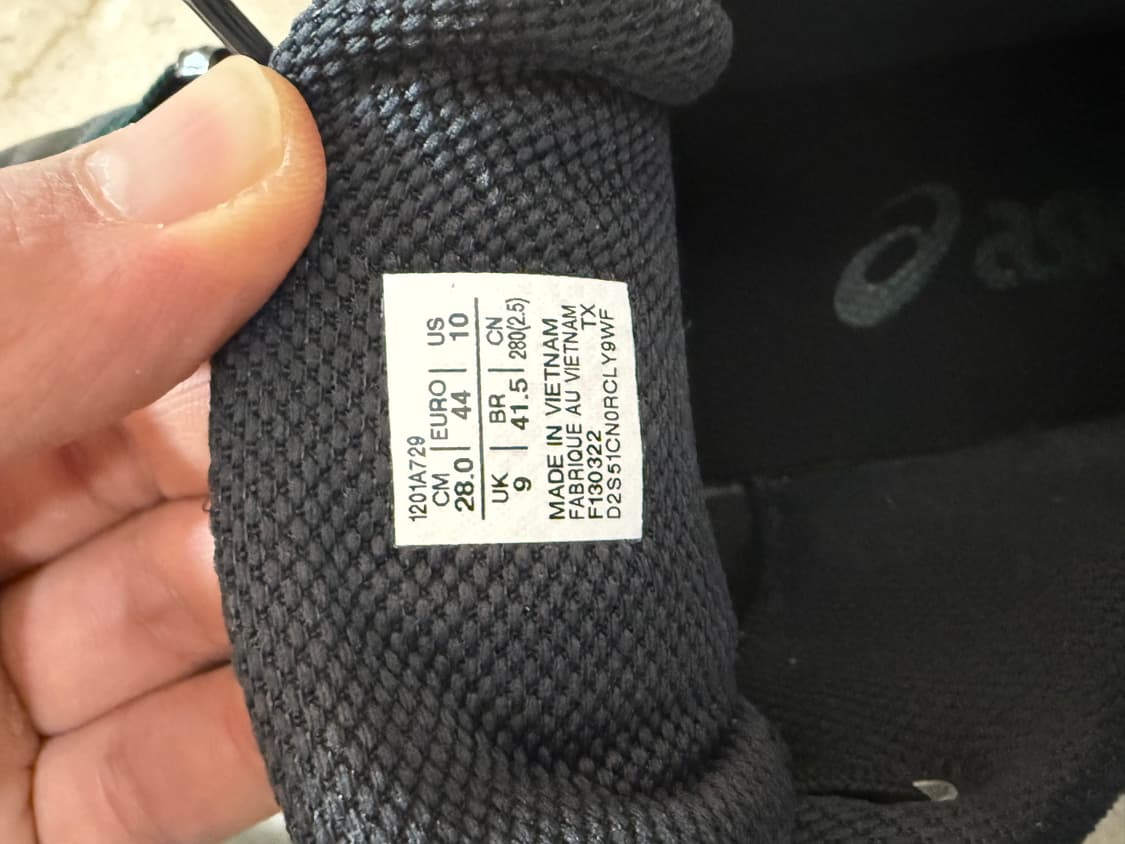 1201A729
CM | EURO | US
28.0 | 44 | 10
UK | BR | CN
9 | 41.5 | 280(2.5)
MADE IN VIETNAM
FABRIQUE AU VIETNAM
F130322 TX
D2S51CN0RCLY9WF
asi